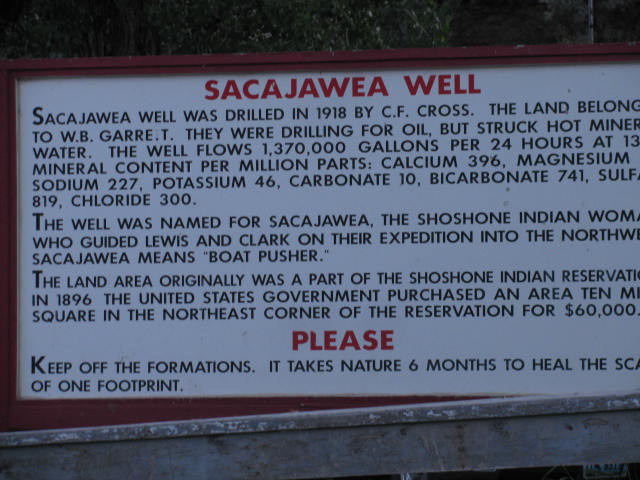 SACAJAWEA WELL
SACAJAWEA WELL WAS DRILLED IN 1918 BY C.F. CROSS. THE LAND BELONG
TO W.B. GARRE.T. THEY WERE DRILLING FOR OIL, BUT STRUCK HOT MINER
WATER. THE WELL FLOWS 1,370,000 GALLONS PER 24 HOURS AT 13
MINERAL CONTENT PER MILLION PARTS: CALCIUM 396, MAGNESIUM
SODIUM 227, POTASSIUM 46, CARBONATE 10, BICARBONATE 741, SULFA
819, CHLORIDE 300.
THE WELL WAS NAMED FOR SACAJAWEA, THE SHOSHONE INDIAN WOMA
WHO GUIDED LEWIS AND CLARK ON THEIR EXPEDITION INTO THE NORTHWE
SACAJAWEA MEANS "BOAT PUSHER."
THE LAND AREA ORIGINALLY WAS A PART OF THE SHOSHONE INDIAN RESERVATIO
IN 1896 THE UNITED STATES GOVERNMENT PURCHASED AN AREA TEN MI
SQUARE IN THE NORTHEAST CORNER OF THE RESERVATION FOR $60,000.
PLEASE
KEEP OFF THE FORMATIONS. IT TAKES NATURE 6 MONTHS TO HEAL THE SCA
OF ONE FOOTPRINT.